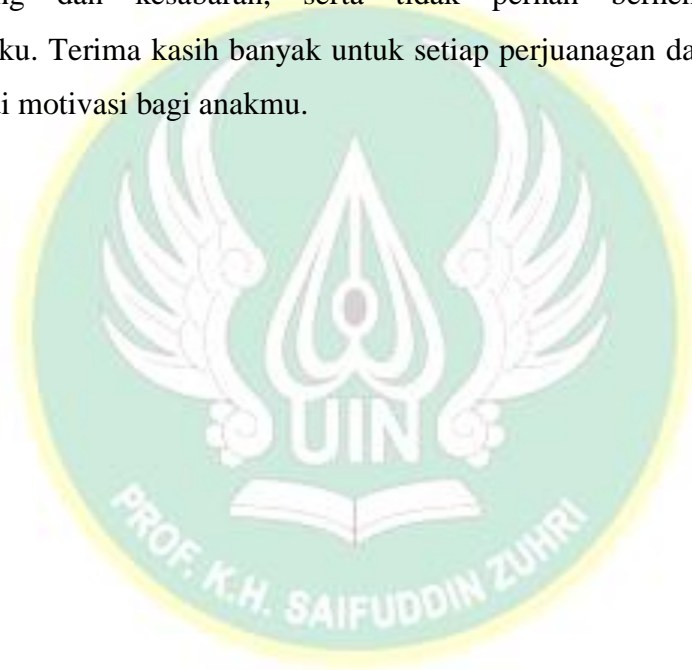 dan kesabaran, serta tidak
ku. Terima kasih banyak untuk setiap perjuanagan da
i motivasi bagi anakmu.
UIN
PROF. K.H. SAIFUDDIN ZUHRI